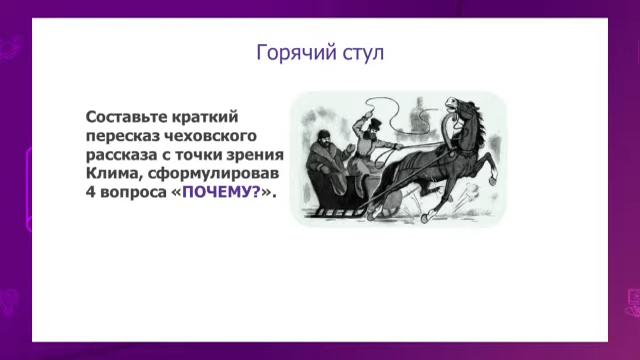 Горячий стул
Составьте краткий
пересказ чеховского
рассказа с точки зрения
Клима, сформулировав
4 вопроса «ПОЧЕМУ?».